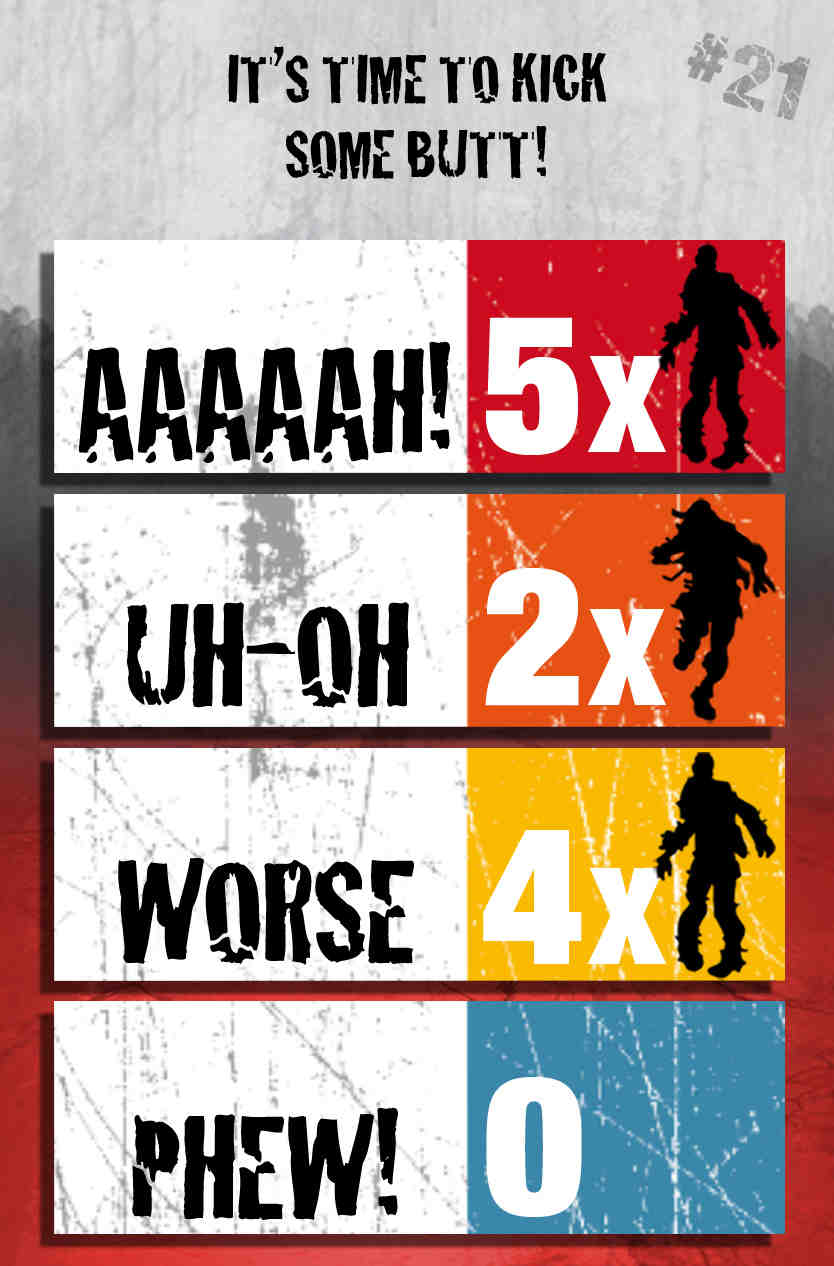 IT'S TIME TO KICK
SOME BUTT!
#21
AAAAAH!
5x
UH-OH
2x
WORSE
4x
PHEW!
0